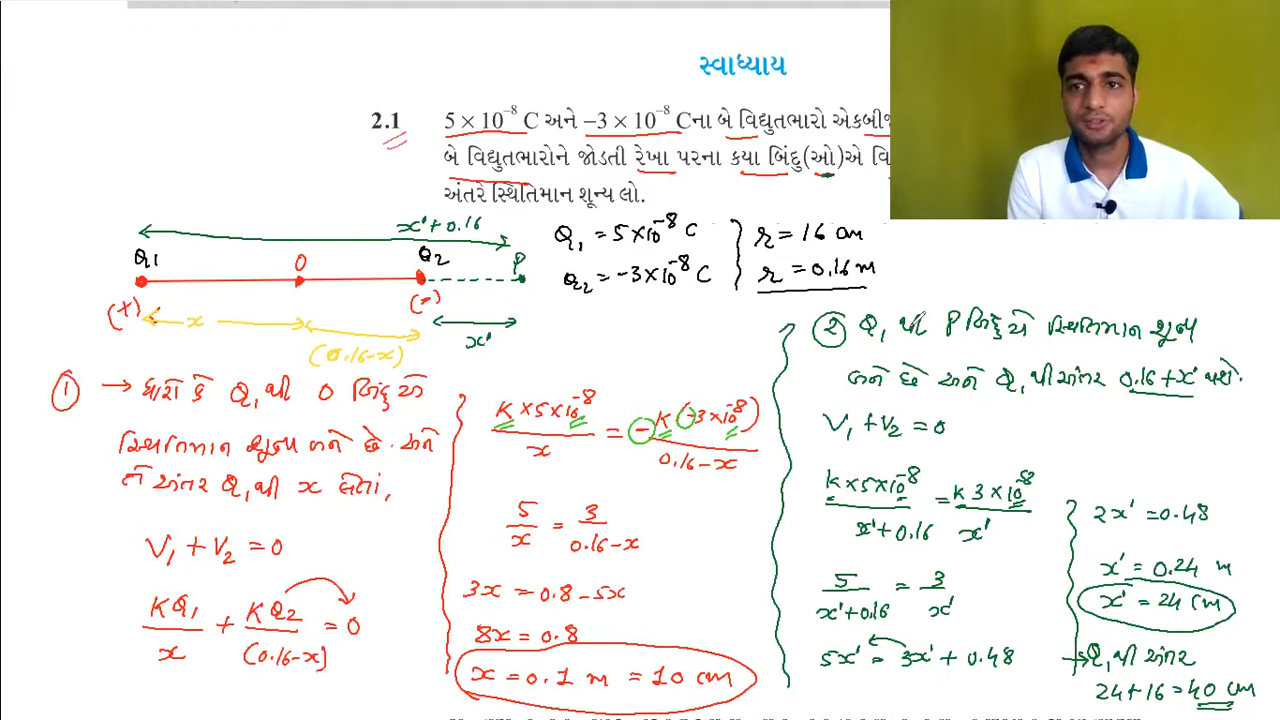 સ્વાધ્યાય
2.1 5 × 10⁻⁸ C અને −3 × 10⁻⁸ Cના બે વિદ્યુતભારો એકબીજ
બે વિદ્યુતભારોને જોડતી રેખા પરના કયા બિંદુ(ઓ)એ વિ
અંતરે સ્થિતિમાન શૂન્ય લો.
x' + 0.16
Q1 O Q2 P
(+) (-)
x (0.16-x) x'
Q₁ = 5×10⁻⁸ C
Q₂ = -3×10⁻⁸ C
r = 16 cm
r = 0.16 m
① → ધારો કે Q₁થી O બિંદુએ
સ્થિતિમાન શૂન્ય બને છે. અને
તે અંતર Q₁થી x લેતાં,
V₁ + V₂ = 0
KQ₁/x + KQ₂/(0.16-x) = 0
K×5×10⁻⁸/x = -K(-3×10⁻⁸)/0.16-x
5/x = 3/0.16-x
3x = 0.8-5x
8x = 0.8
x = 0.1 m = 10 cm
② Q₁ થી P બિંદુએ સ્થિતિમાન શૂન્ય
બને છે અને Q₁થી અંતર 0.16+x' થશે.
V₁+V₂ = 0
K×5×10⁻⁸/x'+0.16 = K3×10⁻⁸/x'
5/x'+0.16 = 3/x'
5x' = 3x' + 0.48
2x' = 0.48
x' = 0.24 m
x' = 24 cm
→ Q₁થી અંતર
24+16 = 40 cm